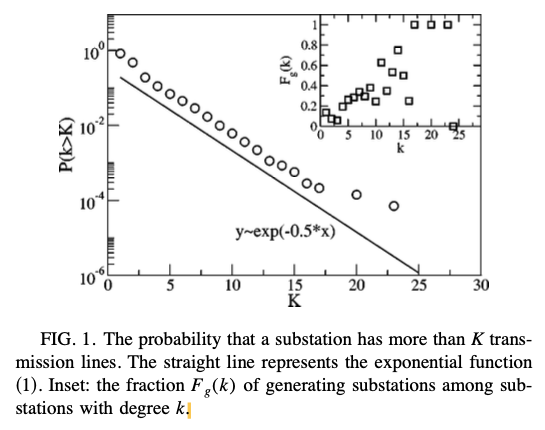 10⁰
10⁻²
10⁻⁴
10⁻⁶
P(k>K)
0
5
10
15
20
25
30
K
y~exp(-0.5*x)
1
0.8
0.6
0.4
0.2
0
F_g(k)
0
5
10
15
20
25
k
FIG. 1. The probability that a substation has more than K trans-
mission lines. The straight line represents the exponential function
(1). Inset: the fraction F_g(k) of generating substations among sub-
stations with degree k.